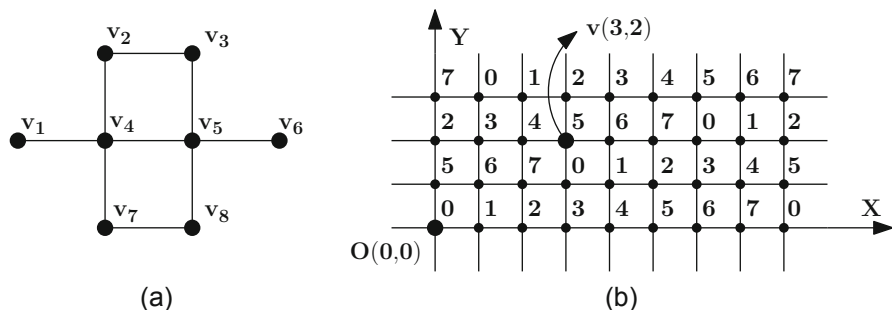 v₂ v₃
v₁ v₄ v₅ v₆
v₇ v₈
(a)
Y v(3,2)
7 0 1 2 3 4 5 6 7
2 3 4 5 6 7 0 1 2
5 6 7 0 1 2 3 4 5
0 1 2 3 4 5 6 7 0 X
O(0,0)
(b)